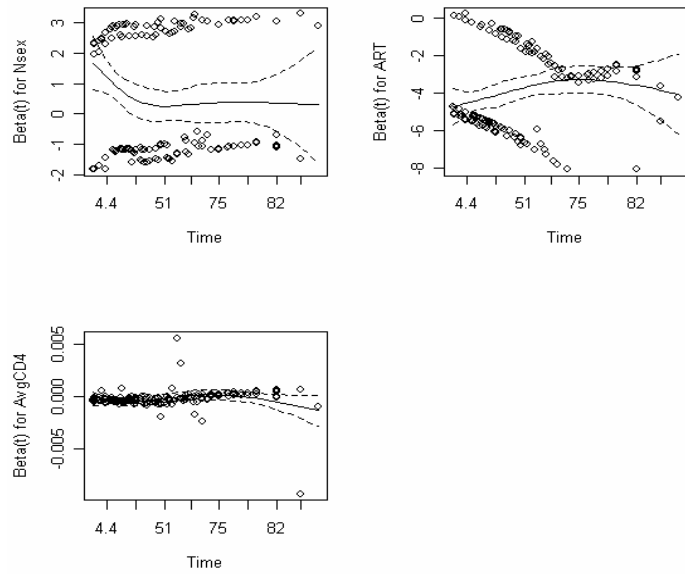 Beta(t) for Nsex
3
2
1
0
-1
-2
4.4 51 75 82
Time
Beta(t) for ART
0
-2
-4
-6
-8
4.4 51 75 82
Time
Beta(t) for AvgCD4
0.005
0.000
-0.005
4.4 51 75 82
Time